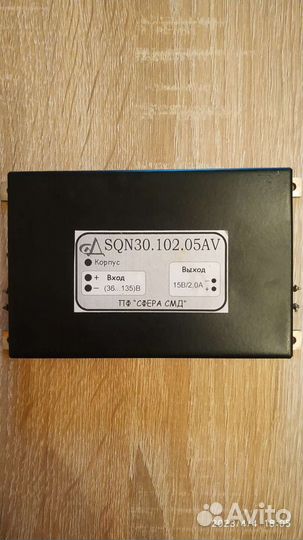 SQN30.102.05AV
Корпус
+ Вход
− (36...135)В
Выход
15В/2,0А − +
ПФ "СФЕРА СМД"
2023/4/4 18:05
Avito